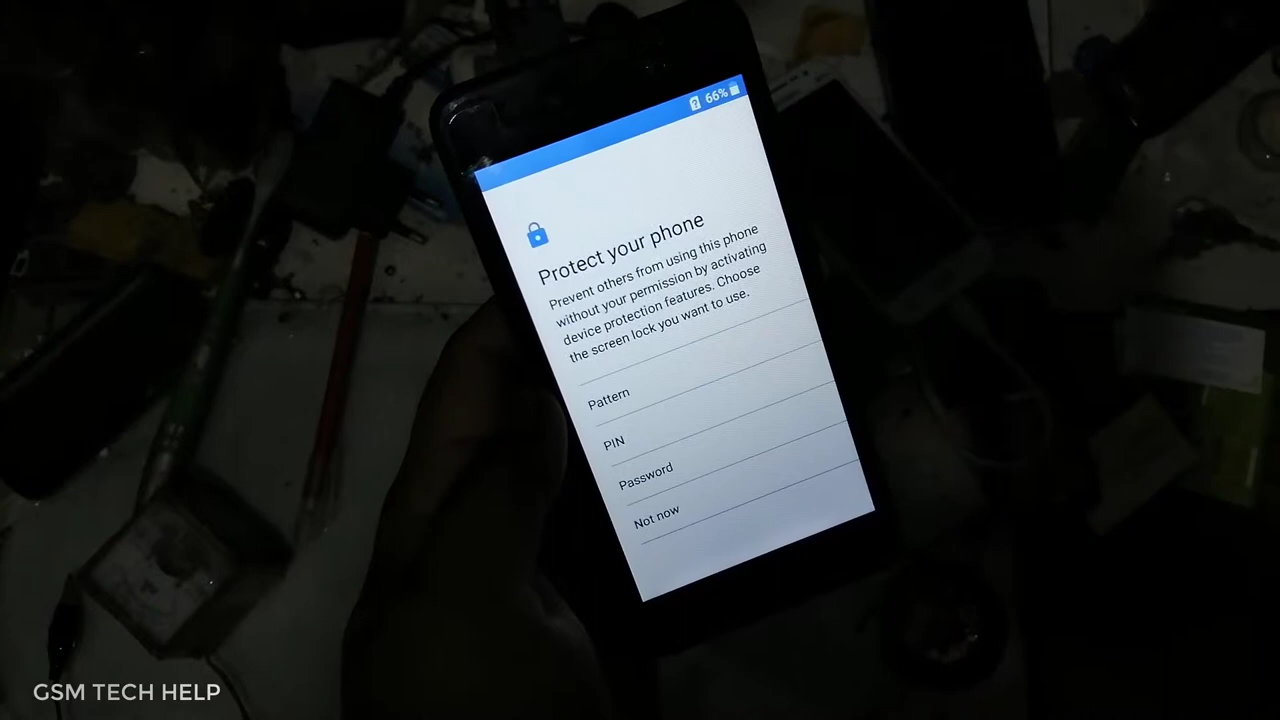 66%
Protect your phone
Prevent others from using this phone
without your permission by activating
device protection features. Choose
the screen lock you want to use.
Pattern
PIN
Password
Not now
GSM TECH HELP